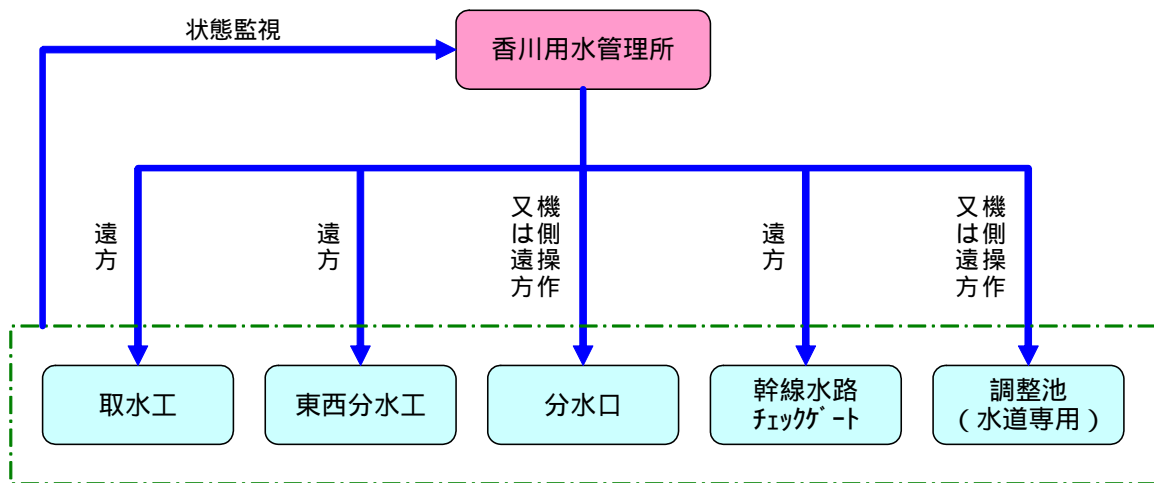 状態監視
香川用水管理所
遠方
遠方
機側操作
又は遠方
遠方
機側操作
又は遠方
取水工
東西分水工
分水口
幹線水路
ﾁｪｯｸｹﾞｰﾄ
調整池
（水道専用）